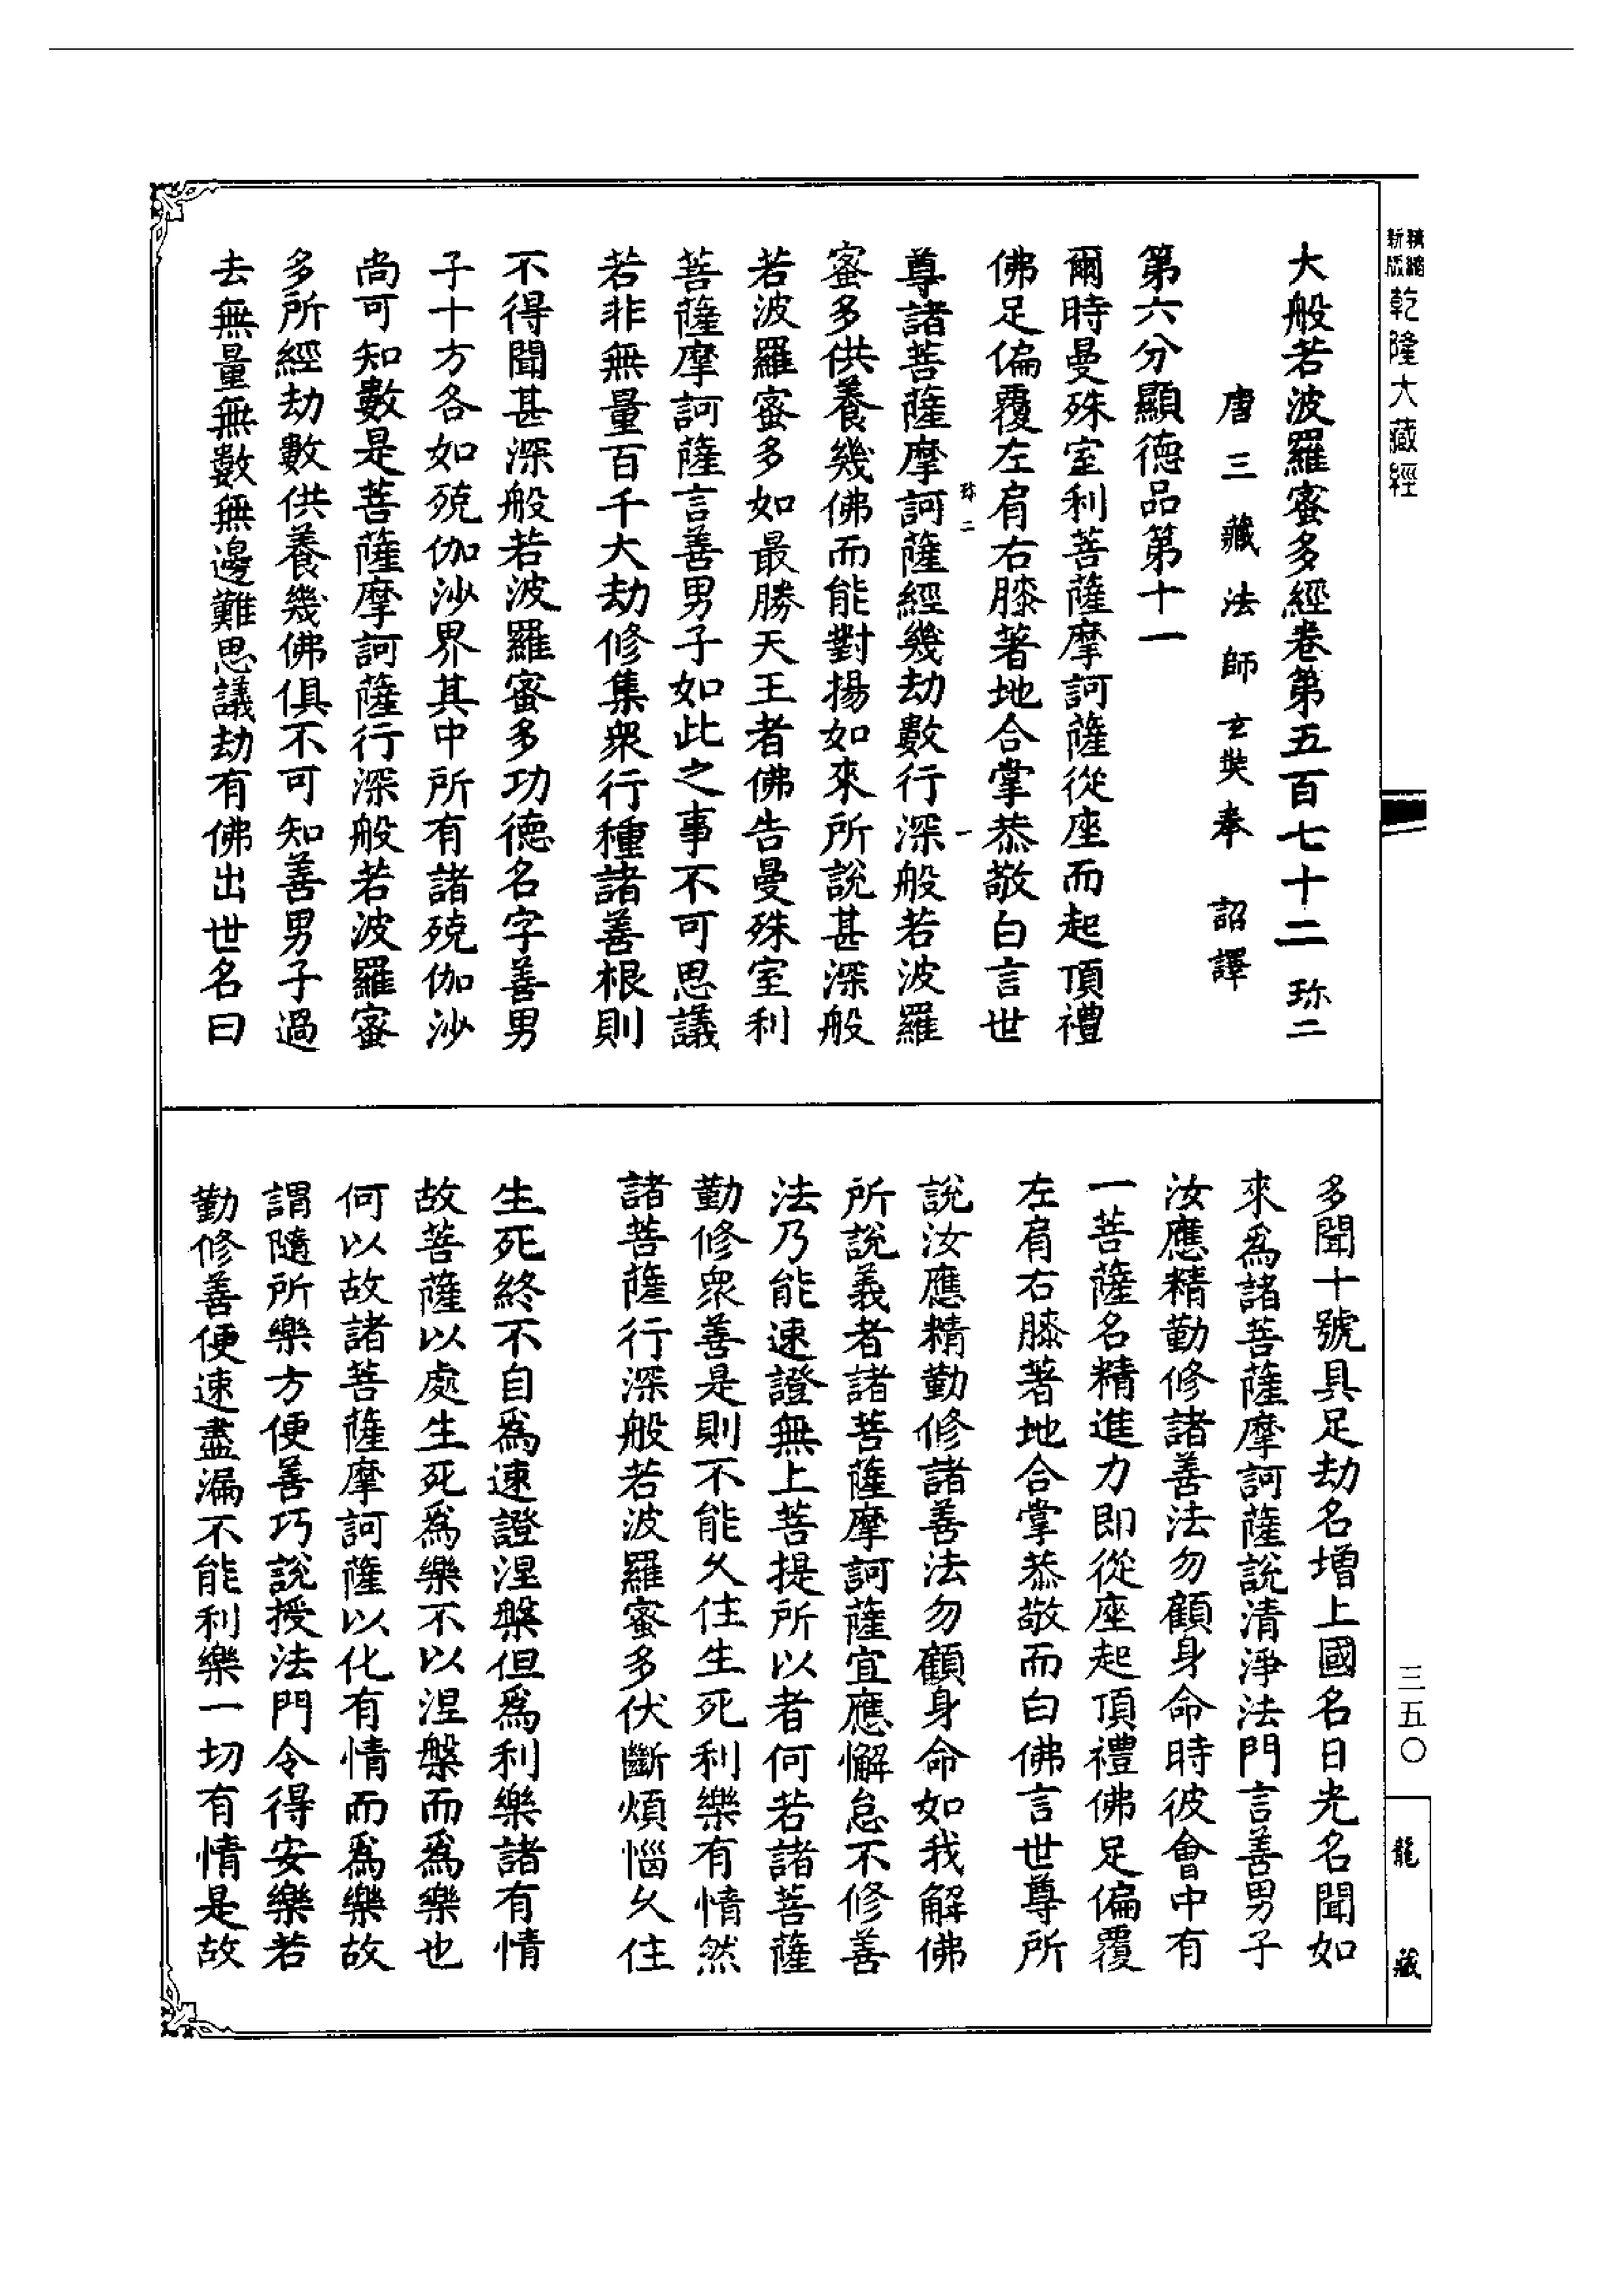 精縮新版乾隆大藏經
大般若波羅蜜多經卷第五百七十二 珎二
唐三藏法師玄奘奉 詔譯
第六分顯德品第十一
爾時曼殊室利菩薩摩訶薩從座而起頂禮
佛足偏覆左肩右膝著地合掌恭敬白言世
珎二 一
尊諸菩薩摩訶薩經幾劫數行深般若波羅
蜜多供養幾佛而能對揚如來所說甚深般
若波羅蜜多如最勝天王者佛告曼殊室利
菩薩摩訶薩言善男子如此之事不可思議
若非無量百千大劫修集衆行種諸善根則
不得聞甚深般若波羅蜜多功德名字善男
子十方各如殑伽沙界其中所有諸殑伽沙
尚可知數是菩薩摩訶薩行深般若波羅蜜
多所經劫數供養幾佛俱不可知善男子過
去無量無數無邊難思議劫有佛出世名曰
多聞十號具足劫名增上國名日光名聞如
來爲諸菩薩摩訶薩說清淨法門言善男子
汝應精勤修諸善法勿顧身命時彼會中有
一菩薩名精進力即從座起頂禮佛足偏覆
左肩右膝著地合掌恭敬而白佛言世尊所
說汝應精勤修諸善法勿顧身命如我解佛
所說義者諸菩薩摩訶薩宜應懈怠不修善
法乃能速證無上菩提所以者何若諸菩薩
勤修衆善是則不能久住生死利樂有情然
諸菩薩行深般若波羅蜜多伏斷煩惱久住
生死終不自爲速證涅槃但爲利樂諸有情
故菩薩以處生死爲樂不以涅槃而爲樂也
何以故諸菩薩摩訶薩以化有情而爲樂故
謂隨所樂方便善巧說授法門令得安樂若
勤修善便速盡漏不能利樂一切有情是故
三五〇
龍藏